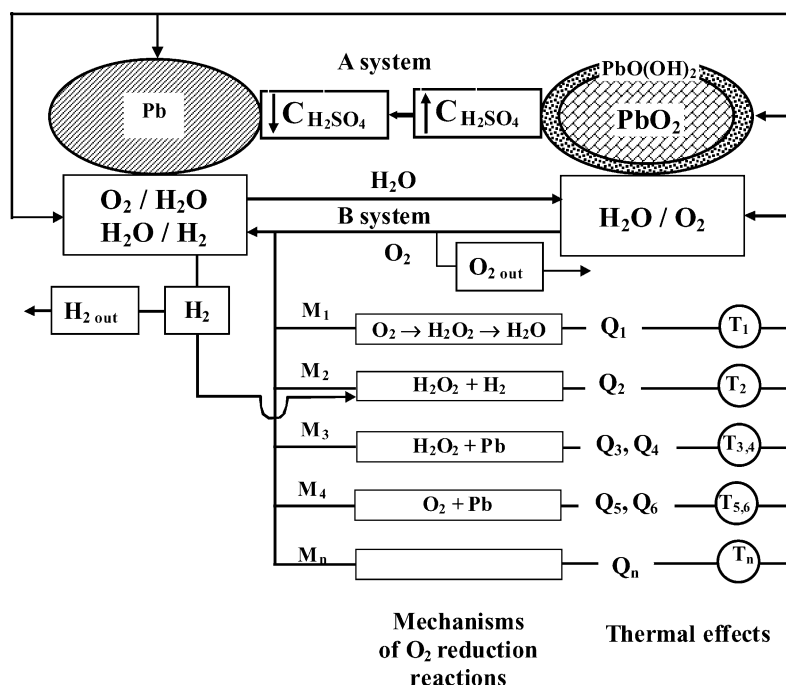 A system
PbO(OH)₂
Pb
↓ C H₂SO₄
↑ C H₂SO₄
PbO₂
H₂O
O₂ / H₂O
H₂O / H₂
B system
H₂O / O₂
O₂
O₂ out
H₂ out
H₂
M₁
O₂ → H₂O₂ → H₂O
Q₁
T₁
M₂
H₂O₂ + H₂
Q₂
T₂
M₃
H₂O₂ + Pb
Q₃, Q₄
T₃,₄
M₄
O₂ + Pb
Q₅, Q₆
T₅,₆
Mₙ
Qₙ
Tₙ
Mechanisms
of O₂ reduction
reactions
Thermal effects